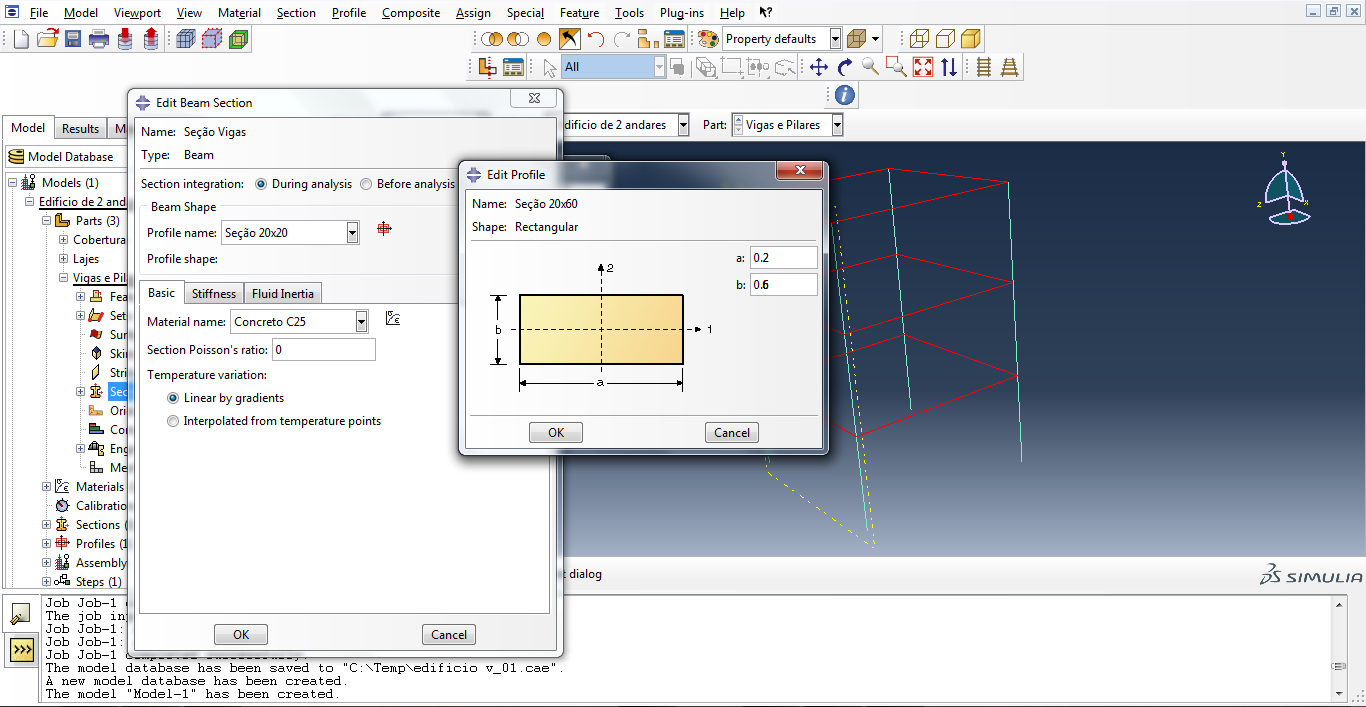 File Model Viewport View Material Section Profile Composite Assign Special Feature Tools Plug-ins Help
Property defaults
All
Model Results
Edificio de 2 andares Part: Vigas e Pilares
Model Database
Models (1)
Edificio de 2 and
Parts (3)
Cobertura
Lajes
Vigas e Pil
Fea
Set
Sur
Ski
Stri
Sec
Ori
Co
Eng
Me
Materials
Calibratio
Sections
Profiles (1
Assembly
Steps (1)
Edit Beam Section
Name: Seção Vigas
Type: Beam
Section integration: During analysis Before analysis
Beam Shape
Profile name: Seção 20x20
Profile shape:
Basic Stiffness Fluid Inertia
Material name: Concreto C25
Section Poisson's ratio: 0
Temperature variation:
Linear by gradients
Interpolated from temperature points
OK Cancel
Edit Profile
Name: Seção 20x60
Shape: Rectangular
a: 0.2
b: 0.6
2
b
1
a
OK Cancel
Y
Z X
dialog
DS SIMULIA
Job Job-1
The job in
Job Job-1:
Job Job-1:
Job Job-1 completed successfully.
The model database has been saved to "C:\Temp\edificio v_01.cae".
A new model database has been created.
The model "Model-1" has been created.